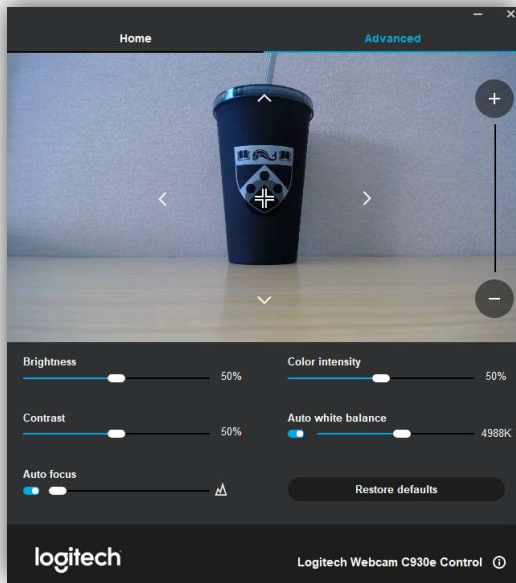 Home
Advanced
Brightness
50%
Contrast
50%
Auto focus
Color intensity
50%
Auto white balance
4988K
Restore defaults
logitech
Logitech Webcam C930e Control